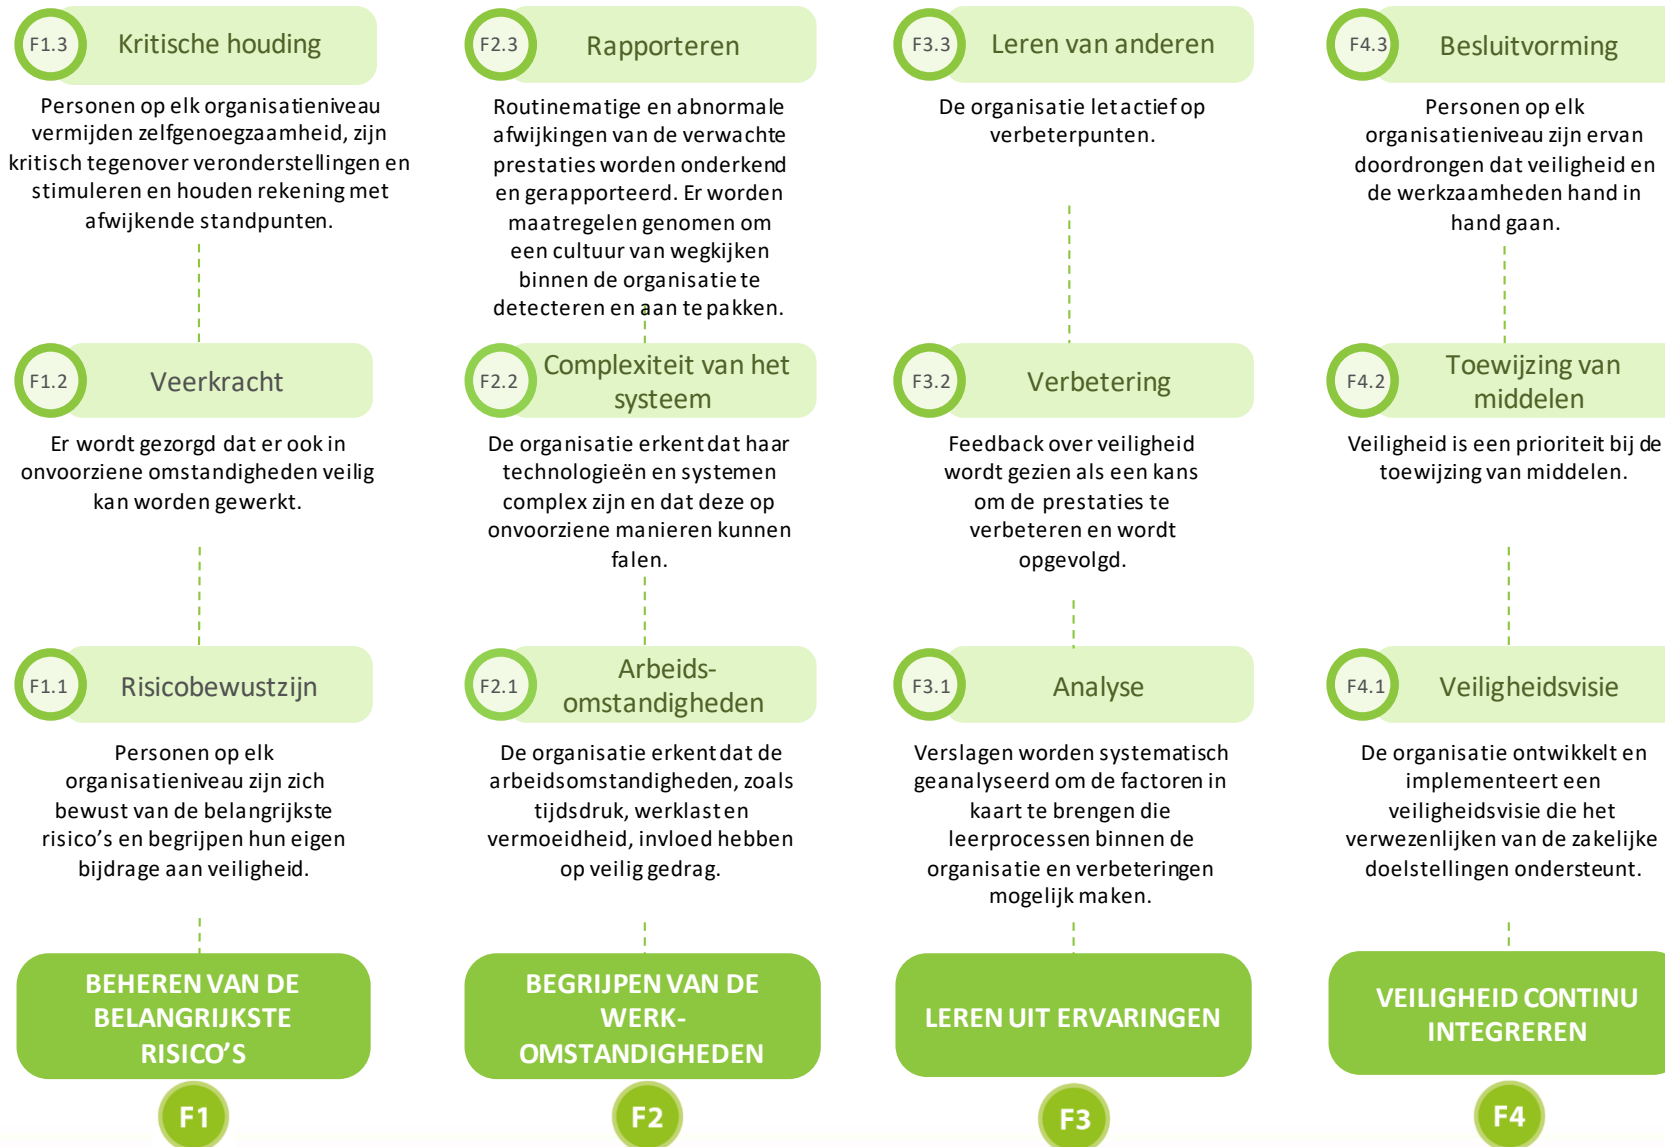 F1.3
Kritische houding
Personen op elk organisatieniveau
vermijden zelfgenoegzaamheid, zijn
kritisch tegenover veronderstellingen en
stimuleren en houden rekening met
afwijkende standpunten.
F1.2
Veerkracht
Er wordt gezorgd dat er ook in
onvoorziene omstandigheden veilig
kan worden gewerkt.
F1.1
Risicobewustzijn
Personen op elk
organisatieniveau zijn zich
bewust van de belangrijkste
risico’s en begrijpen hun eigen
bijdrage aan veiligheid.
BEHEREN VAN DE
BELANGRIJKSTE
RISICO’S
F1
F2.3
Rapporteren
Routinematige en abnormale
afwijkingen van de verwachte
prestaties worden onderkend
en gerapporteerd. Er worden
maatregelen genomen om
een cultuur van wegkijken
binnen de organisatie te
detecteren en aan te pakken.
F2.2
Complexiteit van het
systeem
De organisatie erkent dat haar
technologieën en systemen
complex zijn en dat deze op
onvoorziene manieren kunnen
falen.
F2.1
Arbeids-
omstandigheden
De organisatie erkent dat de
arbeidsomstandigheden, zoals
tijdsdruk, werklast en
vermoeidheid, invloed hebben
op veilig gedrag.
BEGRIJPEN VAN DE
WERK-
OMSTANDIGHEDEN
F2
F3.3
Leren van anderen
De organisatie let actief op
verbeterpunten.
F3.2
Verbetering
Feedback over veiligheid
wordt gezien als een kans
om de prestaties te
verbeteren en wordt
opgevolgd.
F3.1
Analyse
Verslagen worden systematisch
geanalyseerd om de factoren in
kaart te brengen die
leerprocessen binnen de
organisatie en verbeteringen
mogelijk maken.
LEREN UIT ERVARINGEN
F3
F4.3
Besluitvorming
Personen op elk
organisatieniveau zijn ervan
doordrongen dat veiligheid en
de werkzaamheden hand in
hand gaan.
F4.2
Toewijzing van
middelen
Veiligheid is een prioriteit bij de
toewijzing van middelen.
F4.1
Veiligheidsvisie
De organisatie ontwikkelt en
implementeert een
veiligheidsvisie die het
verwezenlijken van de zakelijke
doelstellingen ondersteunt.
VEILIGHEID CONTINU
INTEGREREN
F4